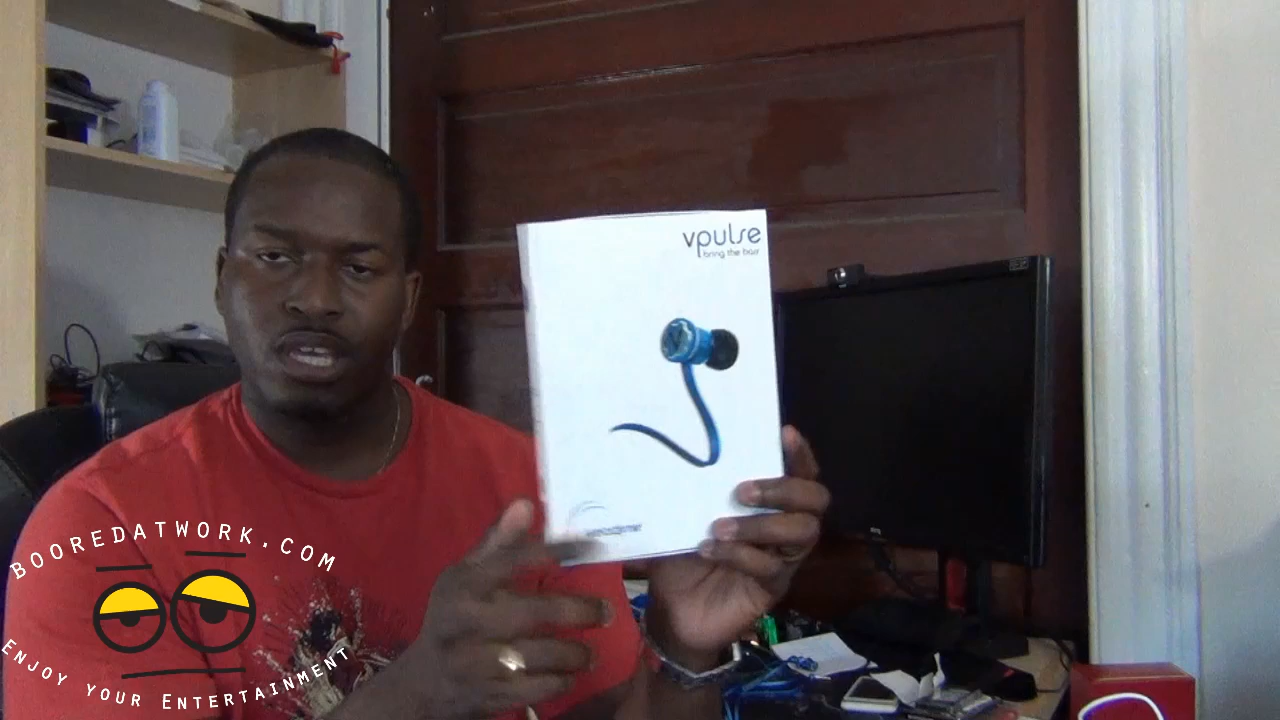 vpulse
bring the bass
BOOREDATWORK.COM
ENJOY YOUR ENTERTAINMENT